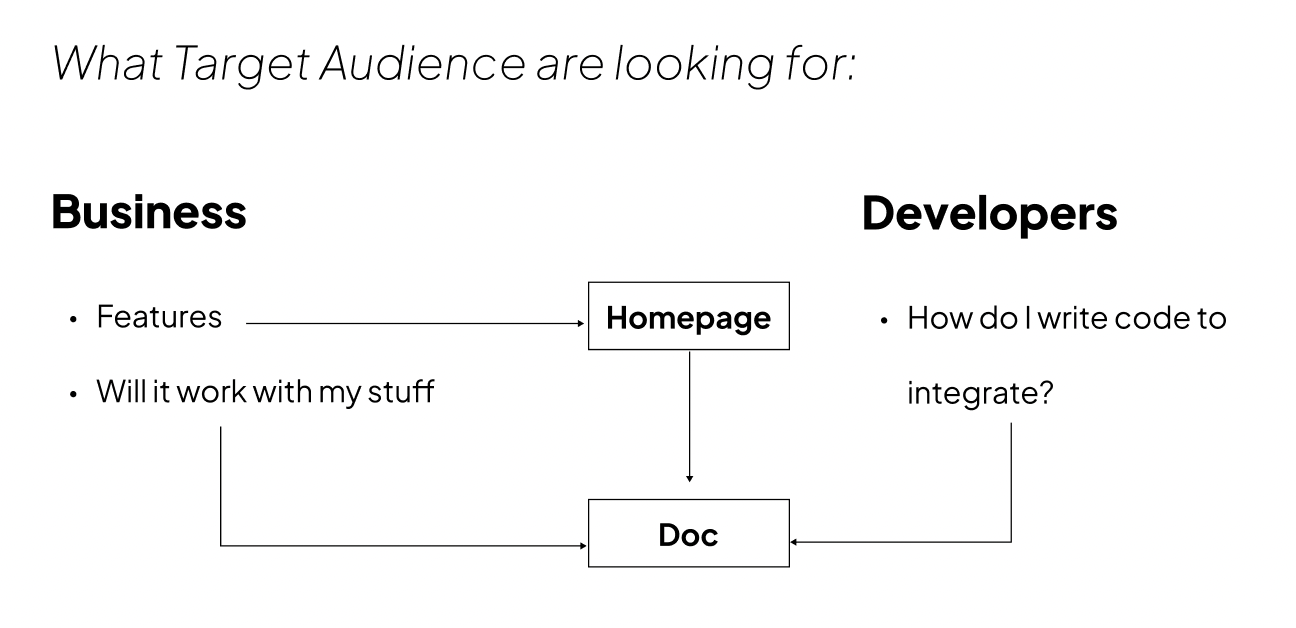 What Target Audience are looking for:
Business
Developers
• Features
Homepage
• How do I write code to
• Will it work with my stuff
integrate?
Doc